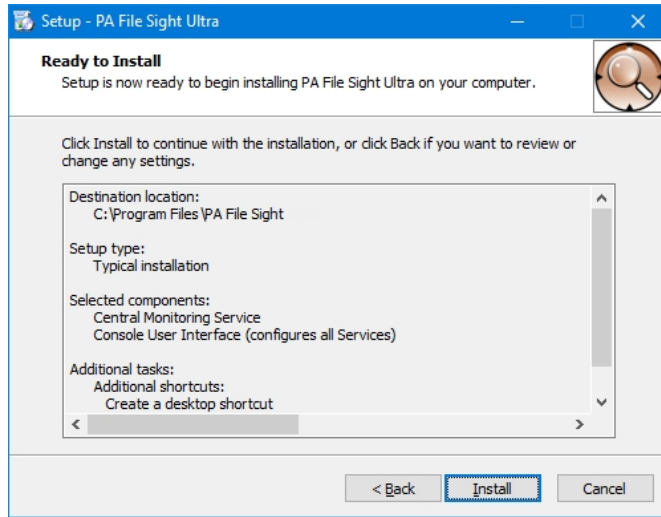 Setup - PA File Sight Ultra
Ready to Install
Setup is now ready to begin installing PA File Sight Ultra on your computer.
Click Install to continue with the installation, or click Back if you want to review or
change any settings.
Destination location:
C:\Program Files\PA File Sight
Setup type:
Typical installation
Selected components:
Central Monitoring Service
Console User Interface (configures all Services)
Additional tasks:
Additional shortcuts:
Create a desktop shortcut
< Back
Install
Cancel